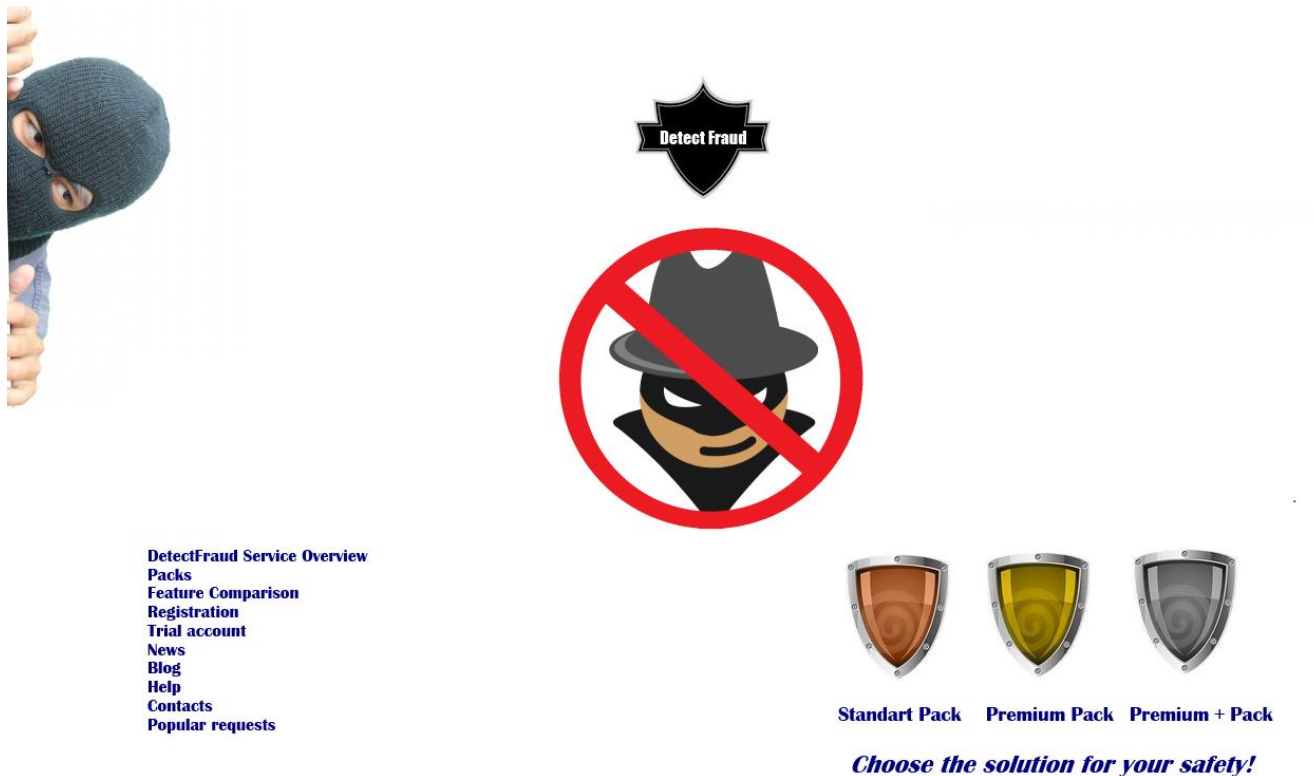 Detect Fraud
DetectFraud Service Overview
Packs
Feature Comparison
Registration
Trial account
News
Blog
Help
Contacts
Popular requests
Standart Pack
Premium Pack
Premium + Pack
Choose the solution for your safety!